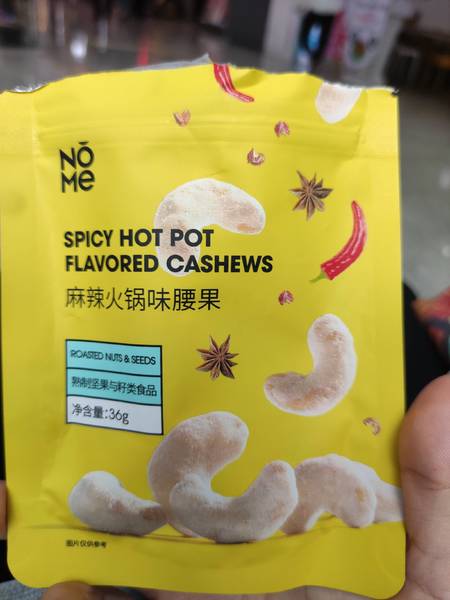 NŌ
Me
SPICY HOT POT
FLAVORED CASHEWS
麻辣火锅味腰果
ROASTED NUTS & SEEDS
熟制坚果与籽类食品
净含量:36g
图片仅供参考